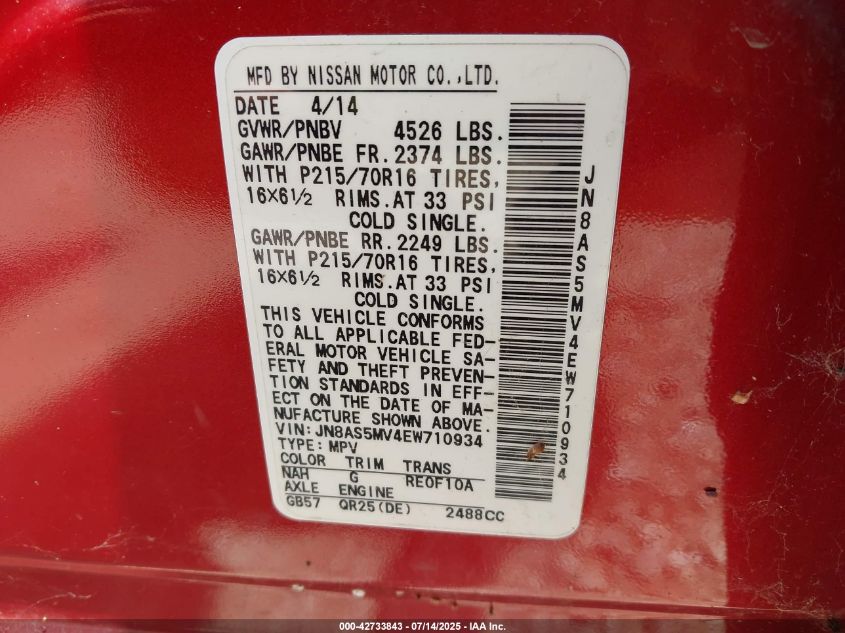 MFD BY NISSAN MOTOR CO.,LTD.
DATE 4/14
GVWR/PNBV 4526 LBS.
GAWR/PNBE FR. 2374 LBS.
WITH P215/70R16 TIRES,
16X6½ RIMS. AT 33 PSI
COLD SINGLE.
GAWR/PNBE RR. 2249 LBS.
WITH P215/70R16 TIRES,
16X6½ RIMS. AT 33 PSI
COLD SINGLE.
THIS VEHICLE CONFORMS
TO ALL APPLICABLE FED-
ERAL MOTOR VEHICLE SA-
FETY AND THEFT PREVEN-
TION STANDARDS IN EFF-
ECT ON THE DATE OF MA-
NUFACTURE SHOWN ABOVE.
VIN: JN8AS5MV4EW710934
TYPE: MPV
COLOR TRIM TRANS
NAH G RE0F10A
AXLE ENGINE
GB57 QR25(DE) 2488CC
JN8AS5MV4EW710934
000-42733843 - 07/14/2025 - IAA Inc.